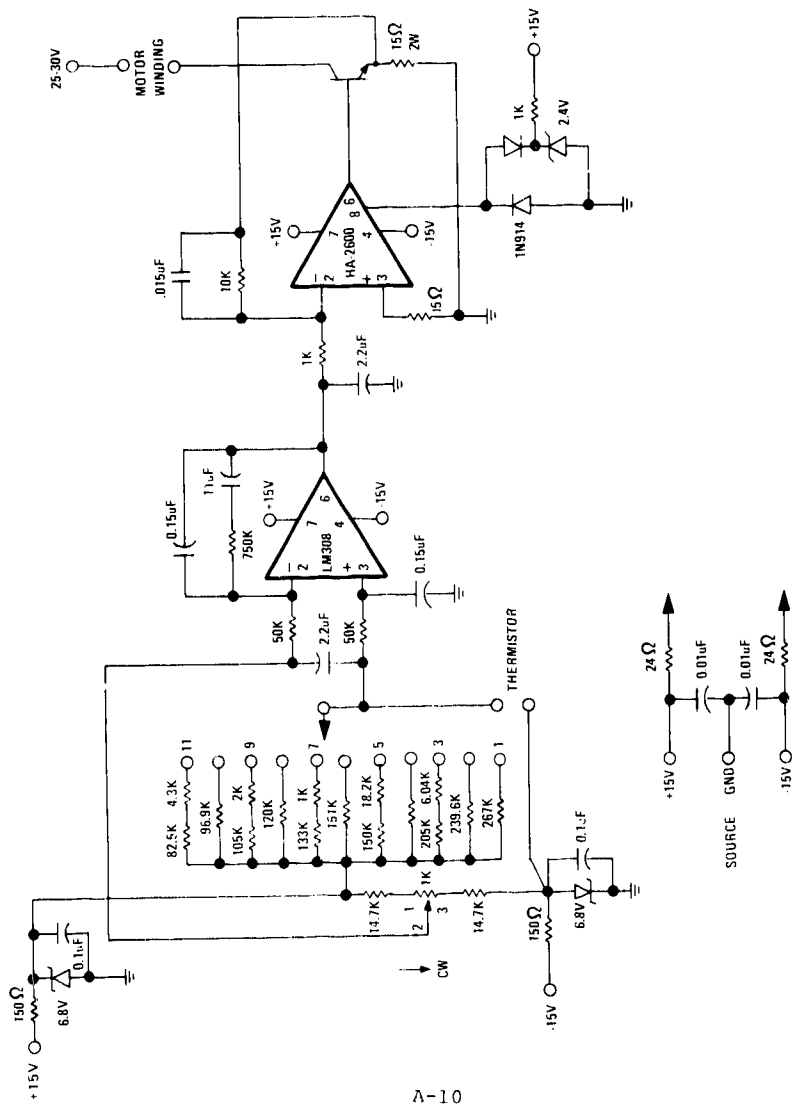 25-30V
MOTOR
WINDING
15Ω
2W
+15V
1K
2.4V
1N914
.015uF
10K
+15V
7
6
8
HA-2600
-
2
+
3
4
-15V
15Ω
1K
2.2uF
0.15uF
11uF
750K
+15V
7
6
LM308
-
2
+
3
4
-15V
50K
2.2uF
50K
0.15uF
THERMISTOR
82.5K 4.3K 11
96.9K
105K 2K 9
120K
133K 1K 7
151K
150K 18.2K 5
205K 6.04K 3
239.6K
267K 1
14.7K
1
2
1K
3
14.7K
CW
+15V
150Ω
6.8V
0.1uF
-15V
150Ω
6.8V
0.1uF
+15V
24Ω
0.01uF
SOURCE GND
0.01uF
24Ω
-15V
A-10